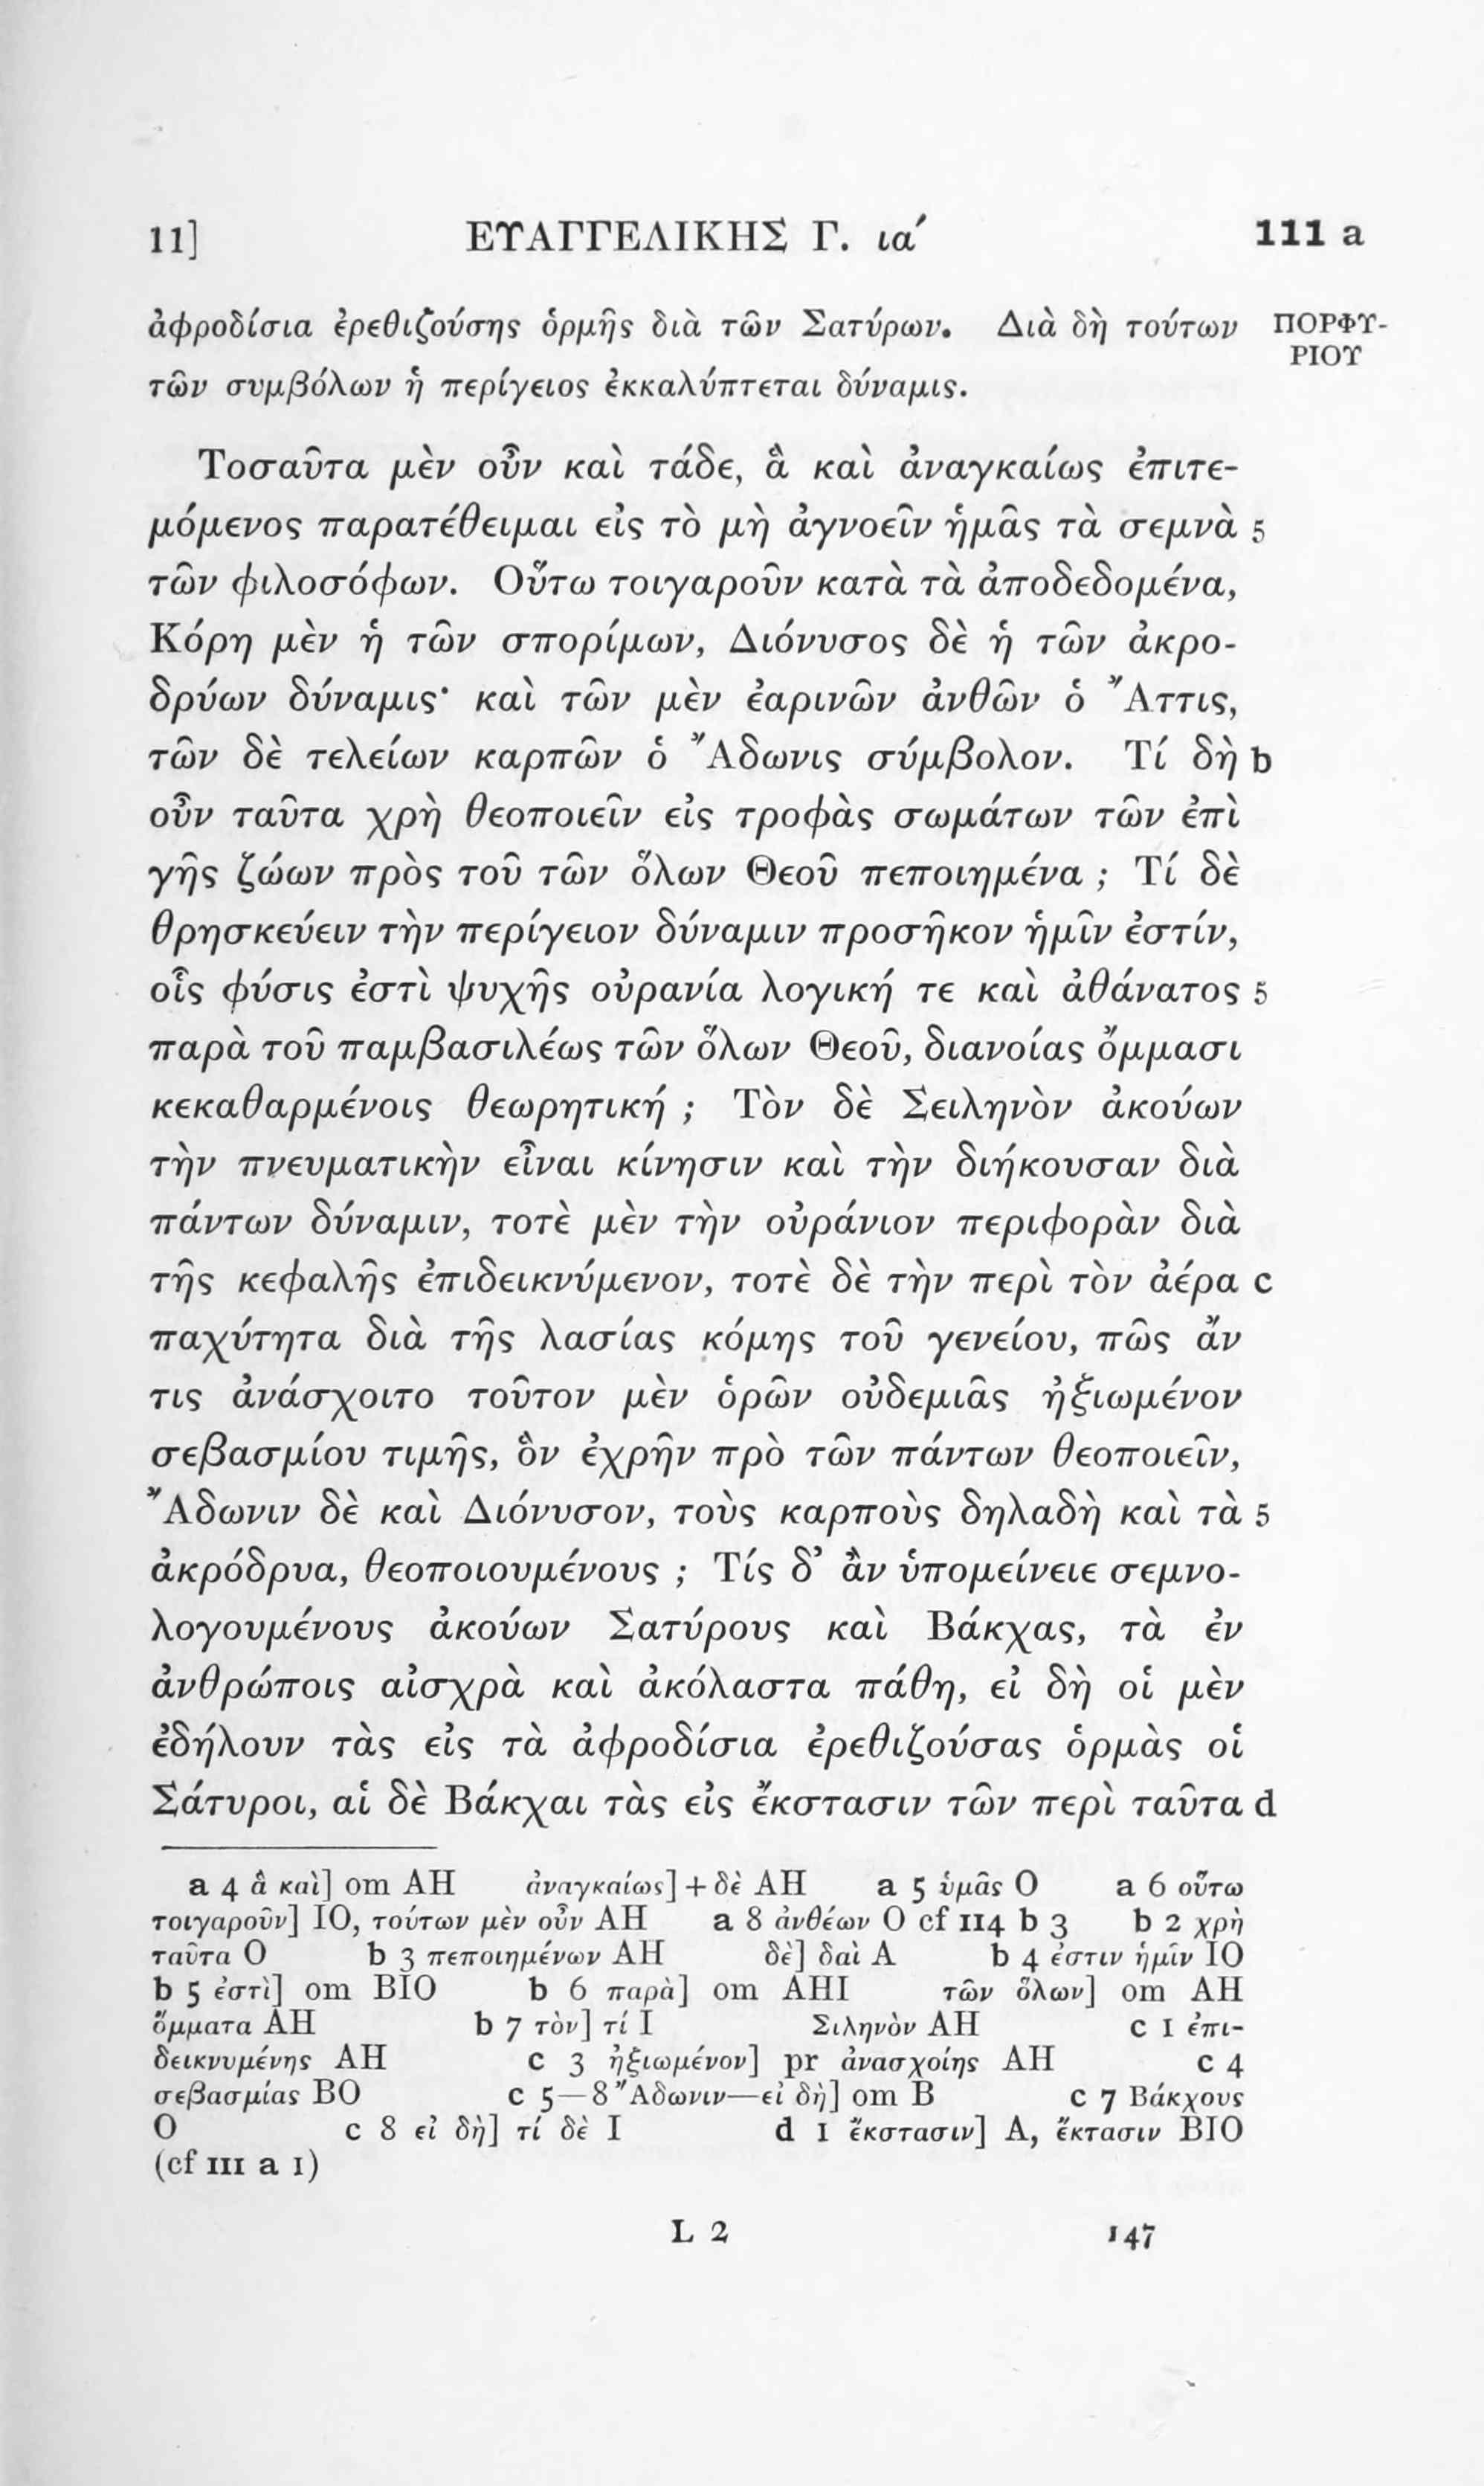 11] ΕΥΑΓΓΕΛΙΚΗΣ Γ. ια΄ 111 a
ἀφροδίσια ἐρεθιζούσης ὁρμῆς διὰ τῶν Σατύρων. Διὰ δὴ τούτων ΠΟΡΦΥ-
ΡΙΟΥ
τῶν συμβόλων ἡ περίγειος ἐκκαλύπτεται δύναμις.
Τοσαῦτα μὲν οὖν καὶ τάδε, ἃ καὶ ἀναγκαίως ἐπιτε-
μόμενος παρατέθειμαι εἰς τὸ μὴ ἀγνοεῖν ἡμᾶς τὰ σεμνὰ 5
τῶν φιλοσόφων. Οὕτω τοιγαροῦν κατὰ τὰ ἀποδεδομένα,
Κόρη μὲν ἡ τῶν σπορίμων, Διόνυσος δὲ ἡ τῶν ἀκρο-
δρύων δύναμις· καὶ τῶν μὲν ἐαρινῶν ἀνθῶν ὁ Ἄττις,
τῶν δὲ τελείων καρπῶν ὁ Ἄδωνις σύμβολον. Τί δὴ b
οὖν ταῦτα χρὴ θεοποιεῖν εἰς τροφὰς σωμάτων τῶν ἐπὶ
γῆς ζώων πρὸς τοῦ τῶν ὅλων Θεοῦ πεποιημένα ; Τί δὲ
θρησκεύειν τὴν περίγειον δύναμιν προσῆκον ἡμῖν ἐστίν,
οἷς φύσις ἐστὶ ψυχῆς οὐρανία λογική τε καὶ ἀθάνατος 5
παρὰ τοῦ παμβασιλέως τῶν ὅλων Θεοῦ, διανοίας ὄμμασι
κεκαθαρμένοις θεωρητική ; Τὸν δὲ Σειληνὸν ἀκούων
τὴν πνευματικὴν εἶναι κίνησιν καὶ τὴν διήκουσαν διὰ
πάντων δύναμιν, τοτὲ μὲν τὴν οὐράνιον περιφορὰν διὰ
τῆς κεφαλῆς ἐπιδεικνύμενον, τοτὲ δὲ τὴν περὶ τὸν ἀέρα c
παχύτητα διὰ τῆς λασίας κόμης τοῦ γενείου, πῶς ἄν
τις ἀνάσχοιτο τοῦτον μὲν ὁρῶν οὐδεμιᾶς ἠξιωμένον
σεβασμίου τιμῆς, ὃν ἐχρῆν πρὸ τῶν πάντων θεοποιεῖν,
Ἄδωνιν δὲ καὶ Διόνυσον, τοὺς καρποὺς δηλαδὴ καὶ τὰ 5
ἀκρόδρυα, θεοποιουμένους ; Τίς δ’ ἂν ὑπομείνειε σεμνο-
λογουμένους ἀκούων Σατύρους καὶ Βάκχας, τὰ ἐν
ἀνθρώποις αἰσχρὰ καὶ ἀκόλαστα πάθη, εἰ δὴ οἱ μὲν
ἐδήλουν τὰς εἰς τὰ ἀφροδίσια ἐρεθιζούσας ὁρμὰς οἱ
Σάτυροι, αἱ δὲ Βάκχαι τὰς εἰς ἔκστασιν τῶν περὶ ταῦτα d
a 4 ἃ καὶ] om AH ἀναγκαίως] + δὲ AH a 5 ὑμᾶς O a 6 οὕτω
τοιγαροῦν] IO, τούτων μὲν οὖν AH a 8 ἀνθέων O cf 114 b 3 b 2 χρὴ
ταῦτα O b 3 πεποιημένων AH δὲ] δαὶ A b 4 ἐστιν ἡμῖν IO
b 5 ἐστὶ] om BIO b 6 παρὰ] om AHI τῶν ὅλων] om AH
ὄμματα AH b 7 τὸν] τί I Σιληνὸν AH c 1 ἐπι-
δεικνυμένης AH c 3 ἠξιωμένον] pr ἀνασχοίης AH c 4
σεβασμίας BO c 5—8 Ἄδωνιν—εἰ δὴ] om B c 7 Βάκχους
O c 8 εἰ δὴ] τί δὲ I d 1 ἔκστασιν] A, ἔκτασιν BIO
(cf 111 a 1)
L 2 147